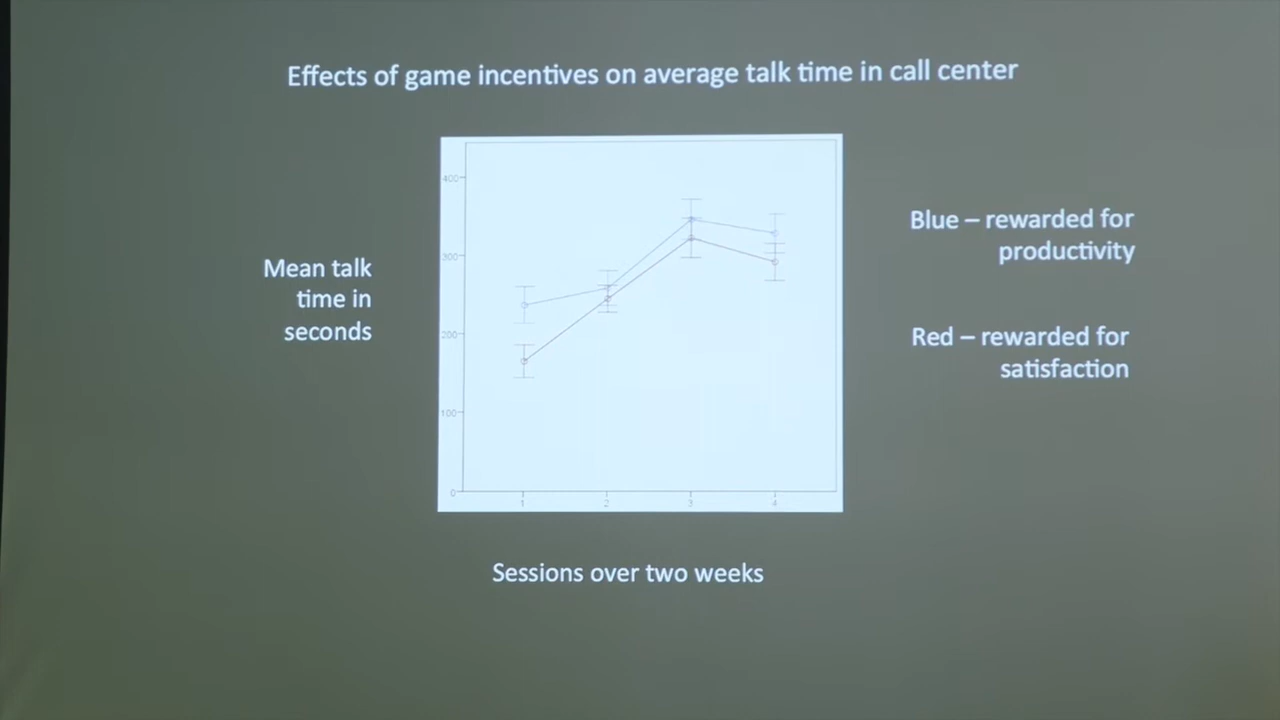 Effects of game incentives on average talk time in call center
Mean talk
time in
seconds
400
300
200
100
0
1
2
3
4
Blue – rewarded for
productivity
Red – rewarded for
satisfaction
Sessions over two weeks